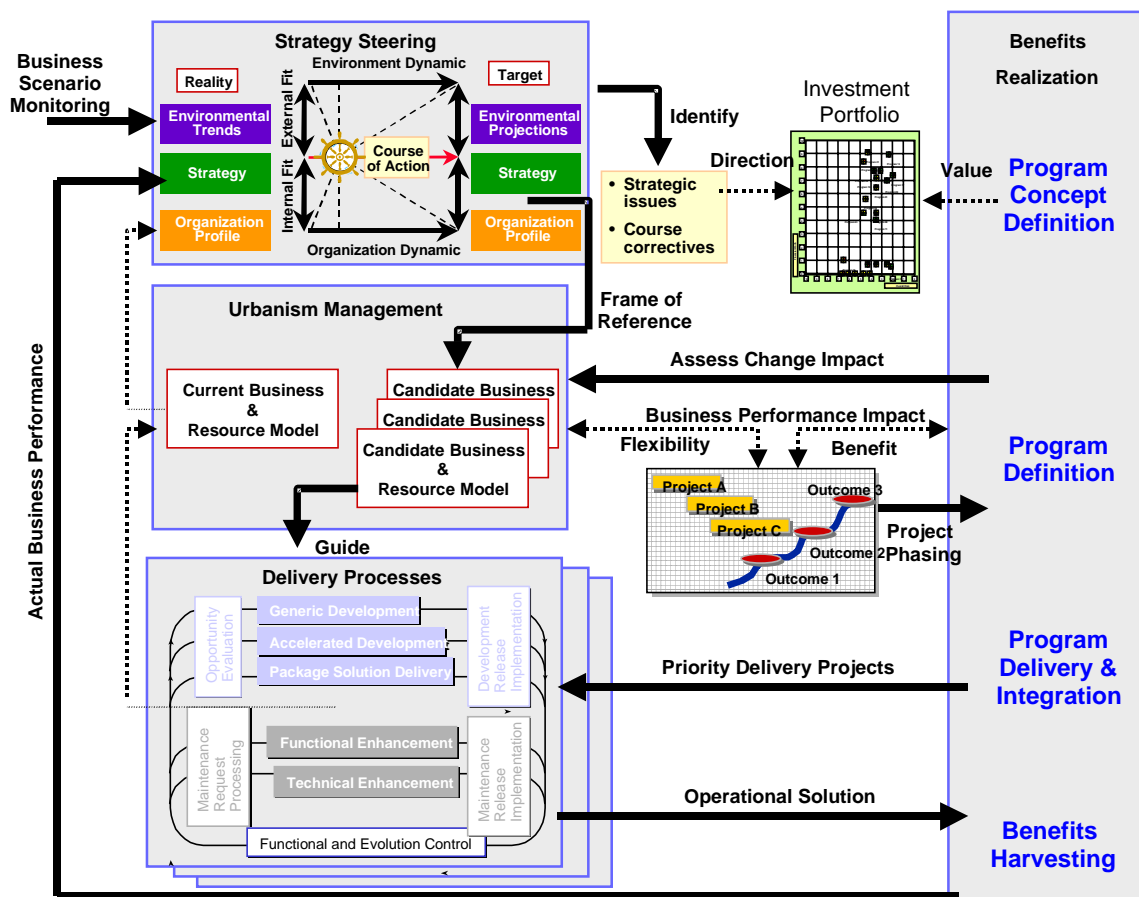 Strategy Steering
Environment Dynamic
Reality
Target
Business
Scenario
Monitoring
External Fit
Internal Fit
Environmental
Trends
Strategy
Organization
Profile
Course
of Action
Environmental
Projections
Strategy
Organization
Profile
Organization Dynamic
Identify
• Strategic
issues
• Course
correctives
Direction
Investment
Portfolio
Value
Benefits
Realization
Program
Concept
Definition
Urbanism Management
Frame of
Reference
Current Business
&
Resource Model
Candidate Business
Candidate Business
Candidate Business
&
Resource Model
Assess Change Impact
Business Performance Impact
Flexibility
Benefit
Program
Definition
Project A
Project B
Project C
Outcome 3
Outcome 2
Outcome 1
Project
Phasing
Guide
Actual Business Performance
Delivery Processes
Opportunity
Evaluation
Generic Development
Accelerated Development
Package Solution Delivery
Development
Release
Implementation
Maintenance
Request
Processing
Functional Enhancement
Technical Enhancement
Maintenance
Release
Implementation
Functional and Evolution Control
Priority Delivery Projects
Program
Delivery &
Integration
Operational Solution
Benefits
Harvesting